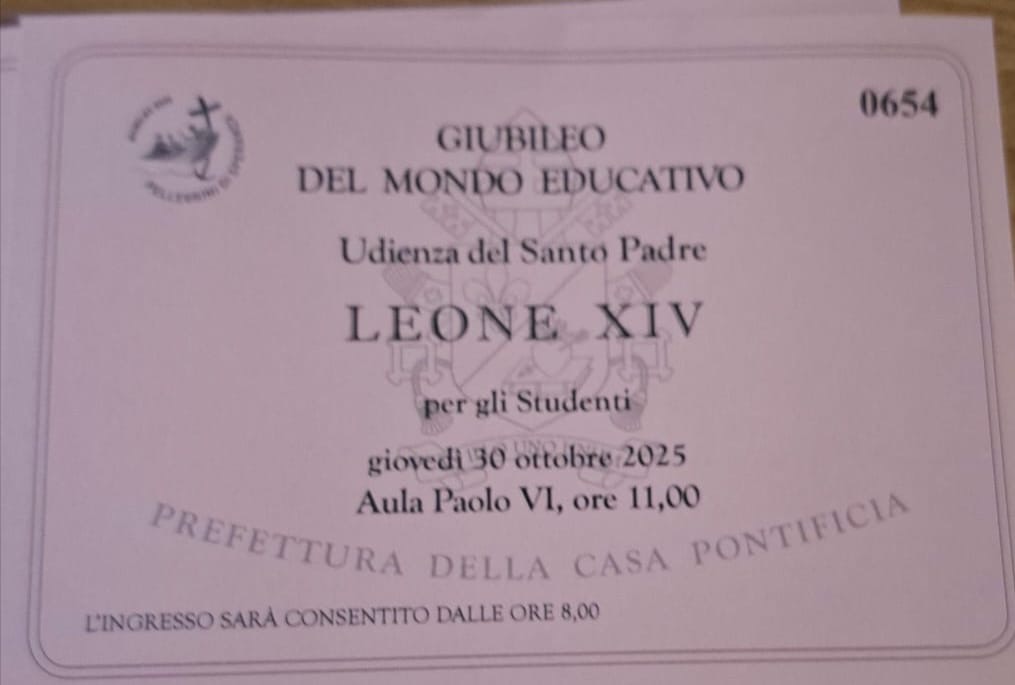 0654
GIUBILEO
DEL MONDO EDUCATIVO
Udienza del Santo Padre
LEONE XIV
per gli Studenti
giovedì 30 ottobre 2025
Aula Paolo VI, ore 11,00
PREFETTURA DELLA CASA PONTIFICIA
L'INGRESSO SARÀ CONSENTITO DALLE ORE 8,00